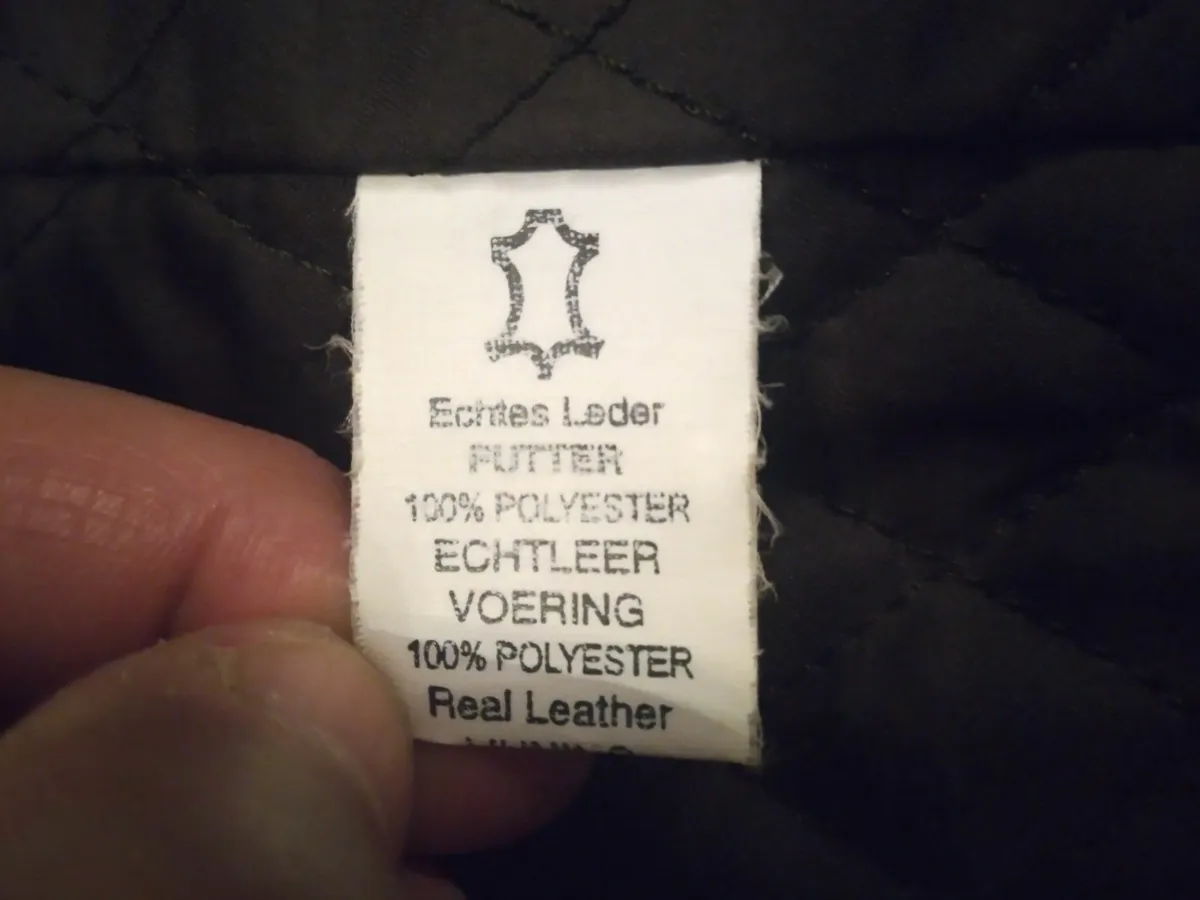 Echtes Leder
FUTTER
100% POLYESTER
ECHTLEER
VOERING
100% POLYESTER
Real Leather